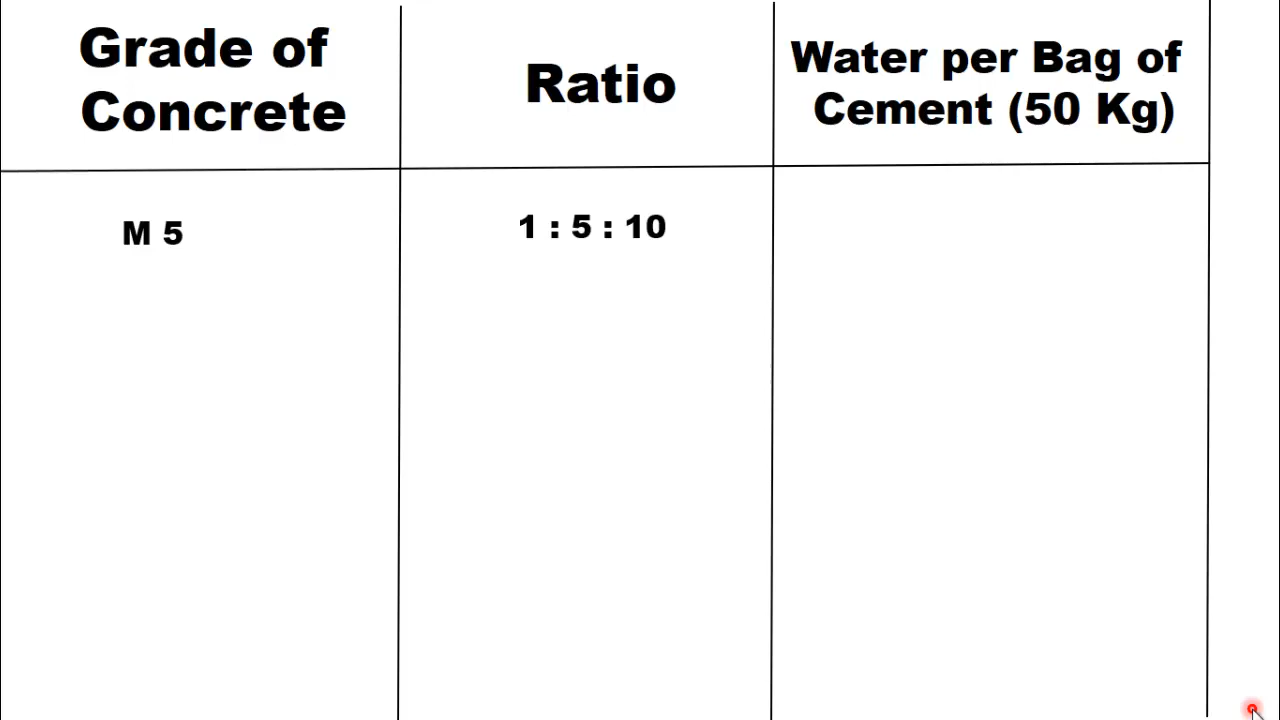 Grade of
Concrete
Ratio
Water per Bag of
Cement (50 Kg)
M 5
1 : 5 : 10